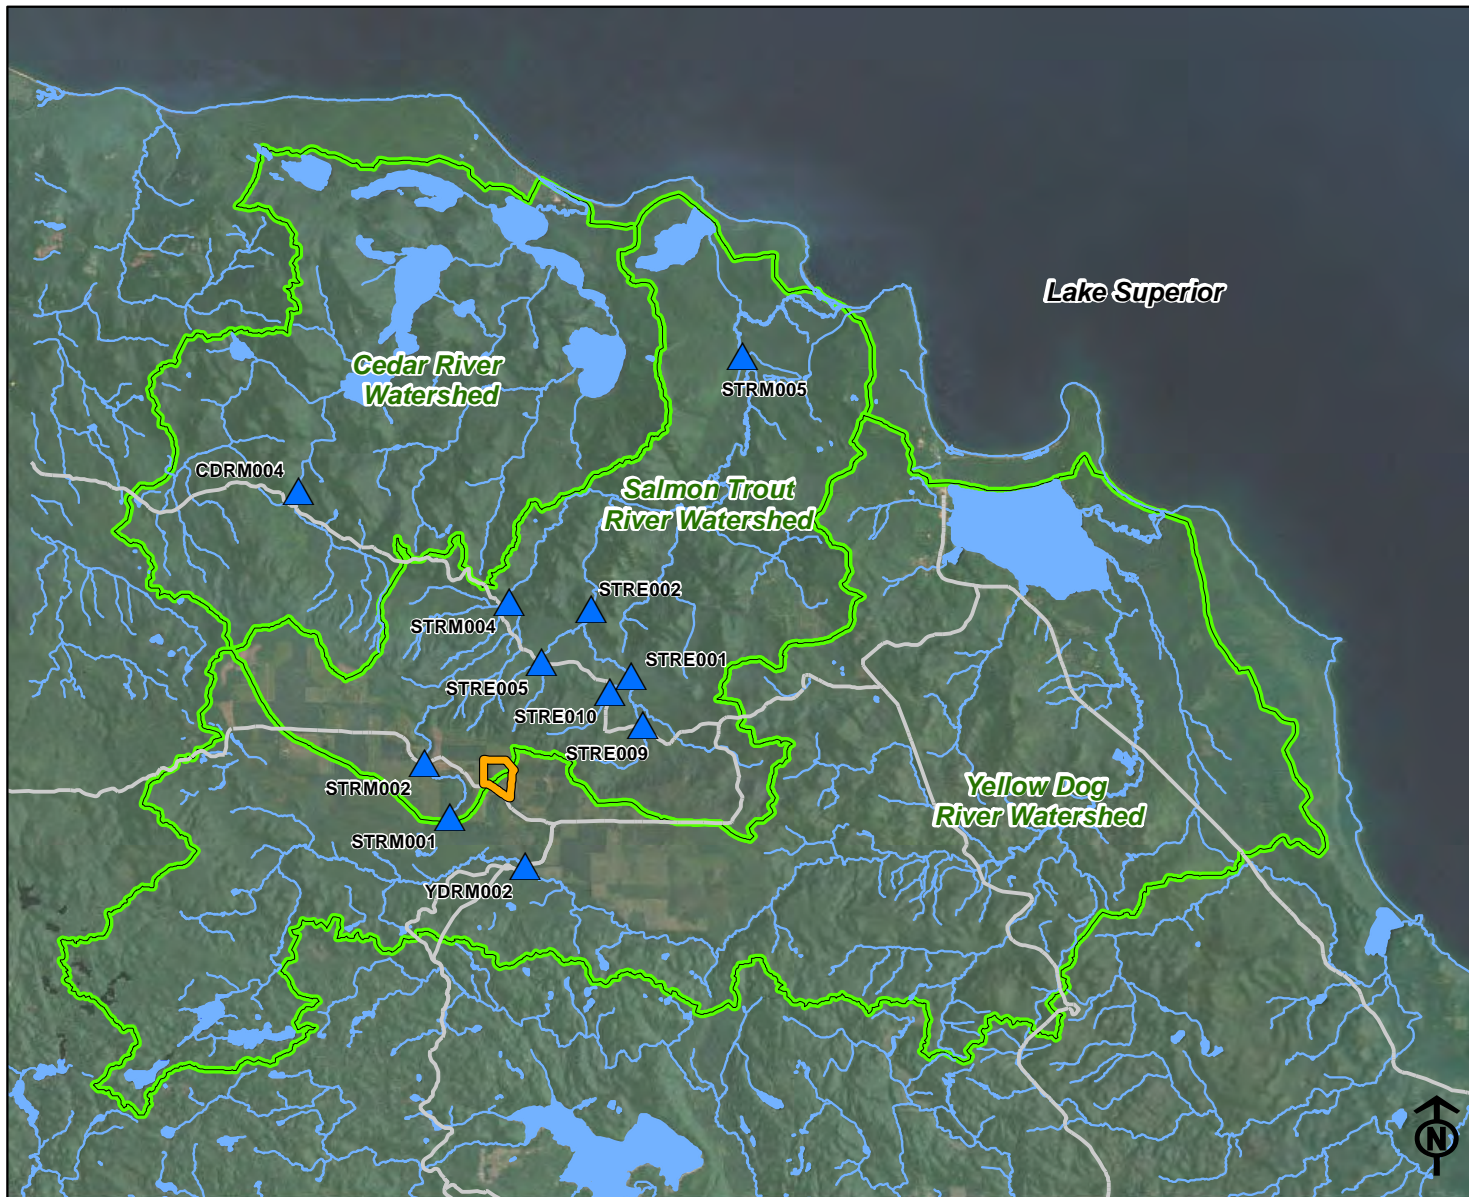 Lake Superior
Cedar River
Watershed
STRM005
CDRM004
Salmon Trout
River Watershed
STRE002
STRM004
STRE001
STRE005
STRE010
STRE009
Yellow Dog
River Watershed
STRM002
STRM001
YDRM002
N